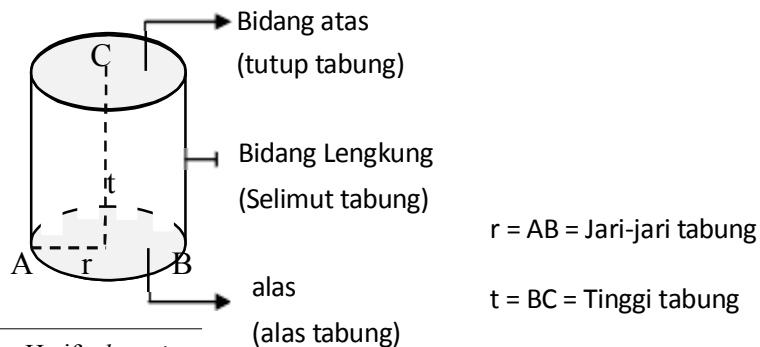 Bidang atas
(tutup tabung)
C
Bidang Lengkung
(Selimut tabung)
t
r = AB = Jari-jari tabung
A
r
B
alas
(alas tabung)
t = BC = Tinggi tabung